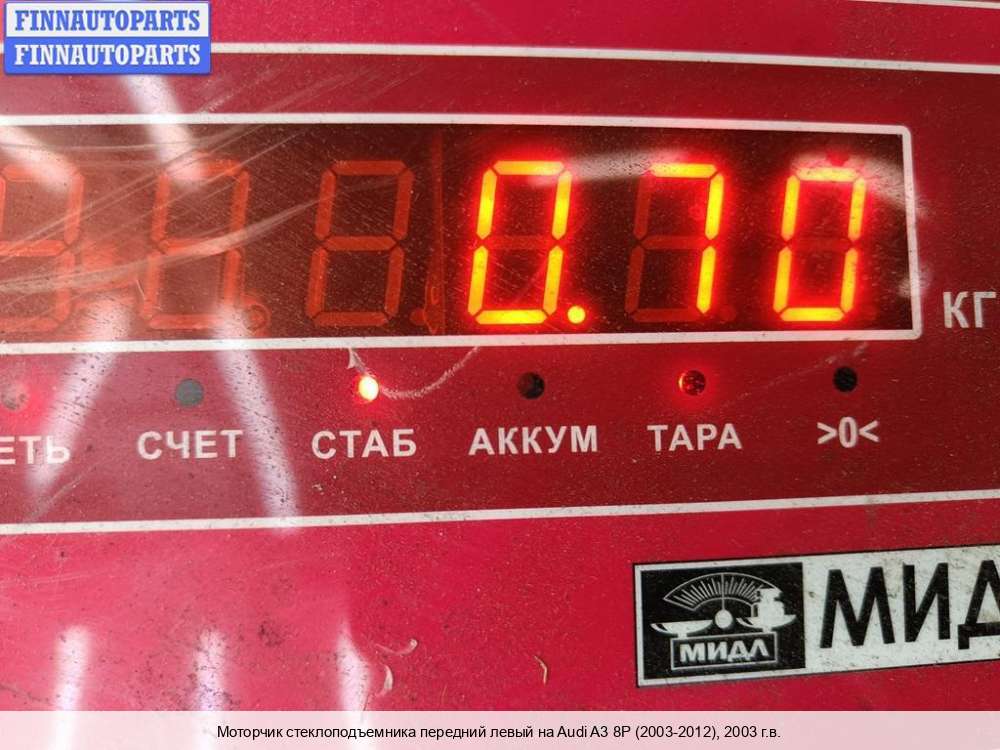 FINNAUTOPARTS
FINNAUTOPARTS
0.70
КГ
ЕТЬ СЧЕТ СТАБ АККУМ ТАРА >0<
МИДЛ
МИД
Моторчик стеклоподъемника передний левый на Audi A3 8P (2003-2012), 2003 г.в.